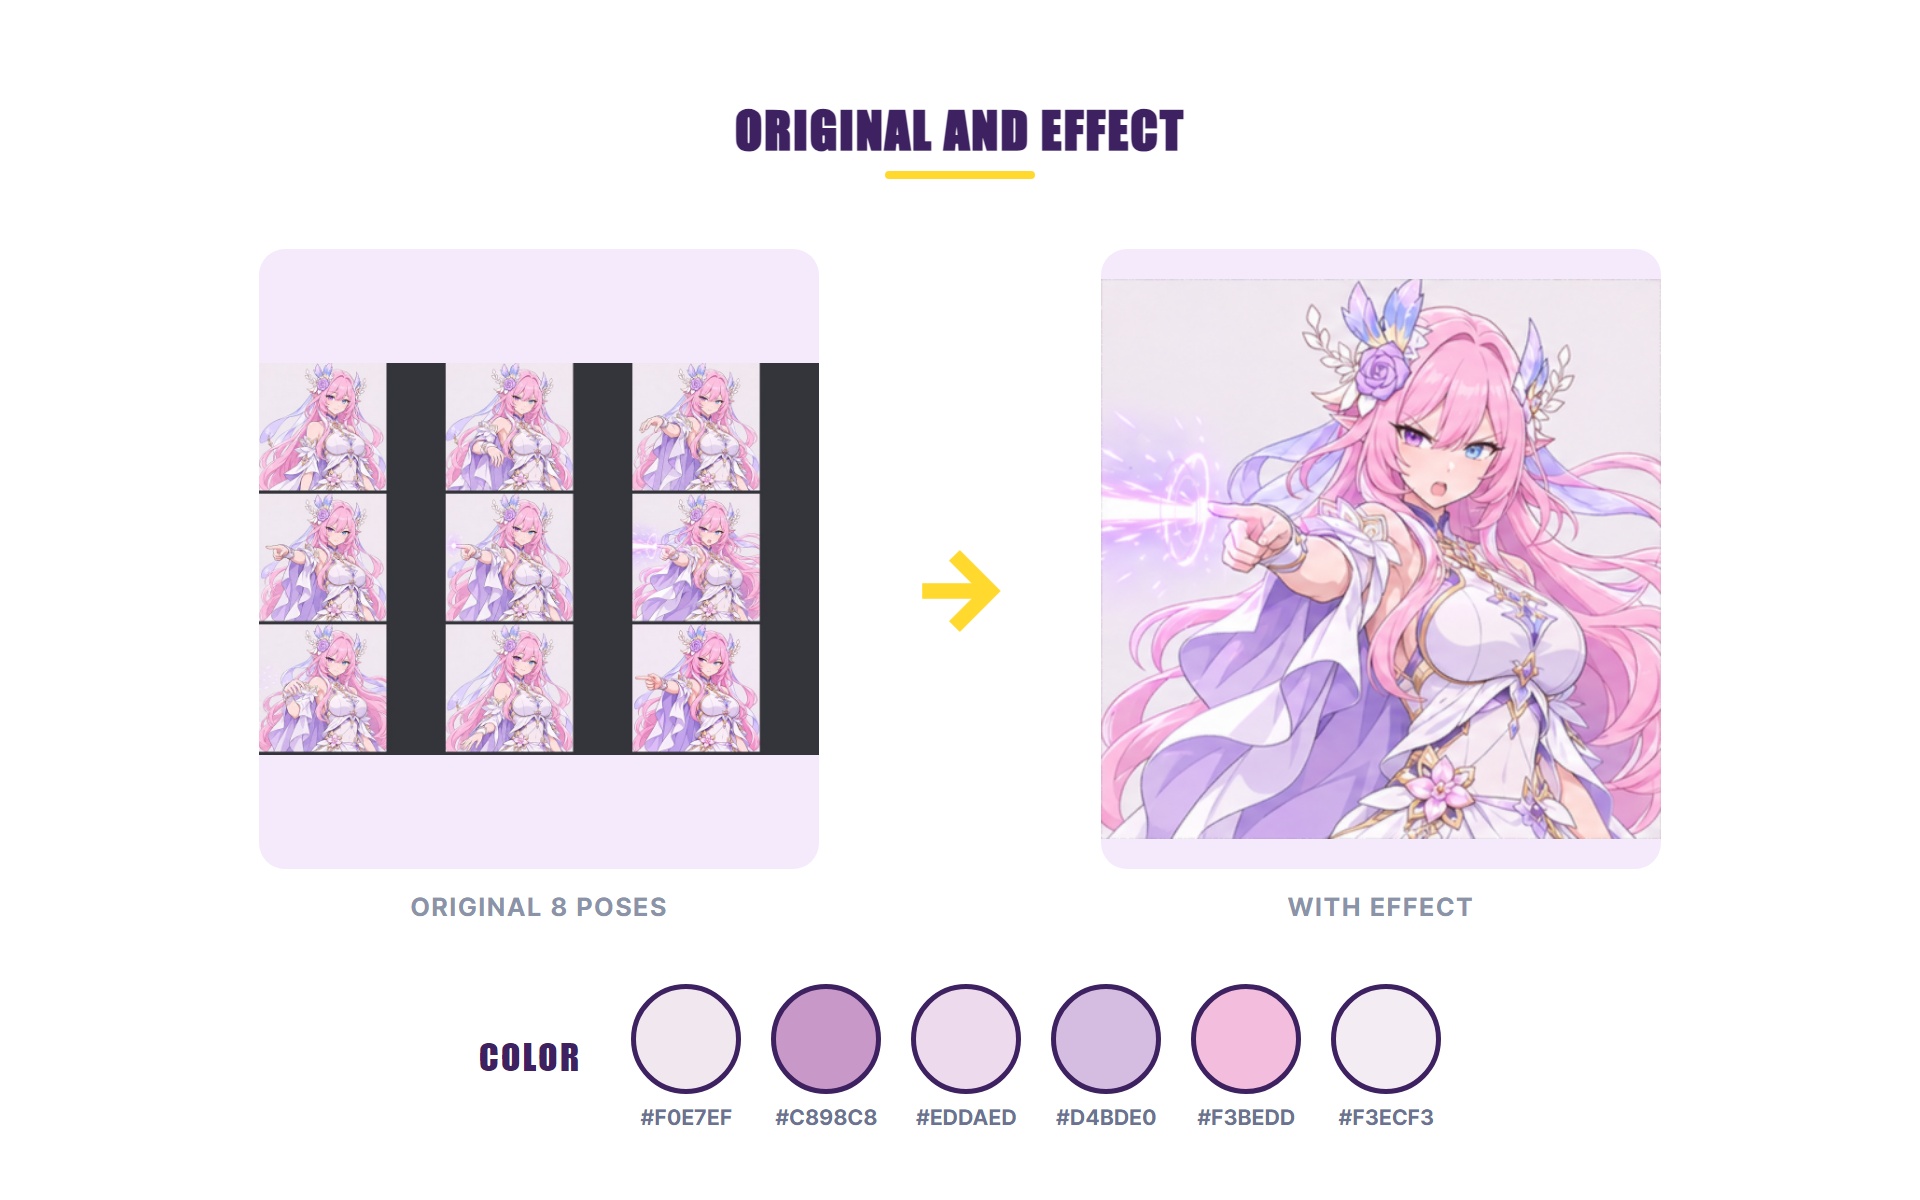 ORIGINAL AND EFFECT
ORIGINAL 8 POSES
WITH EFFECT
COLOR
#F0E7EF
#C898C8
#EDDAED
#D4BDE0
#F3BEDD
#F3ECF3